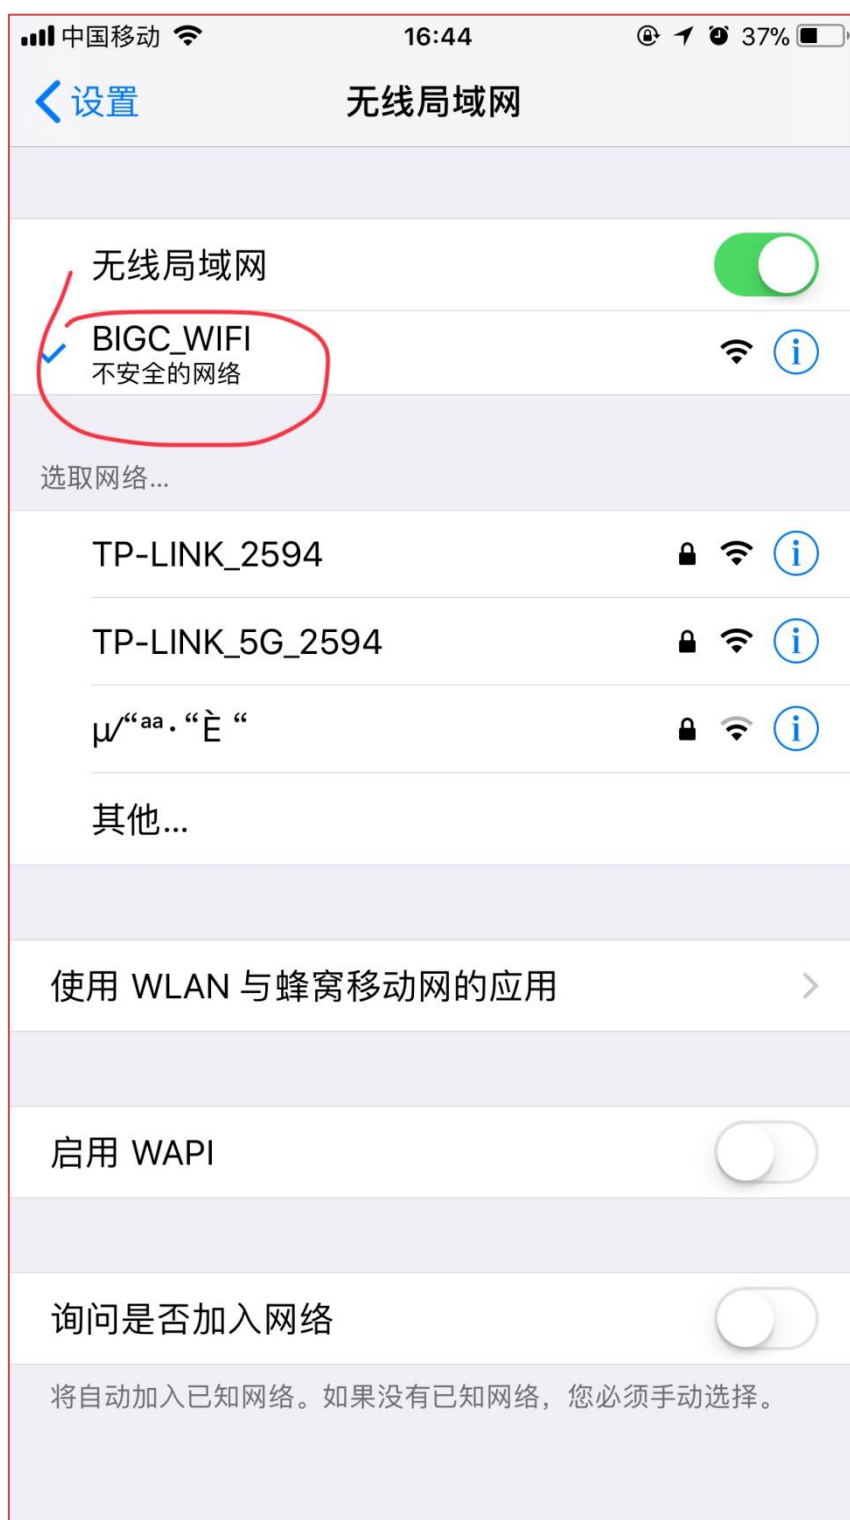 中国移动 16:44 37%
设置 无线局域网
无线局域网
BIGC_WIFI
不安全的网络
选取网络...
TP-LINK_2594
TP-LINK_5G_2594
µ/“ªª·“È “
其他...
使用 WLAN 与蜂窝移动网的应用
启用 WAPI
询问是否加入网络
将自动加入已知网络。如果没有已知网络，您必须手动选择。